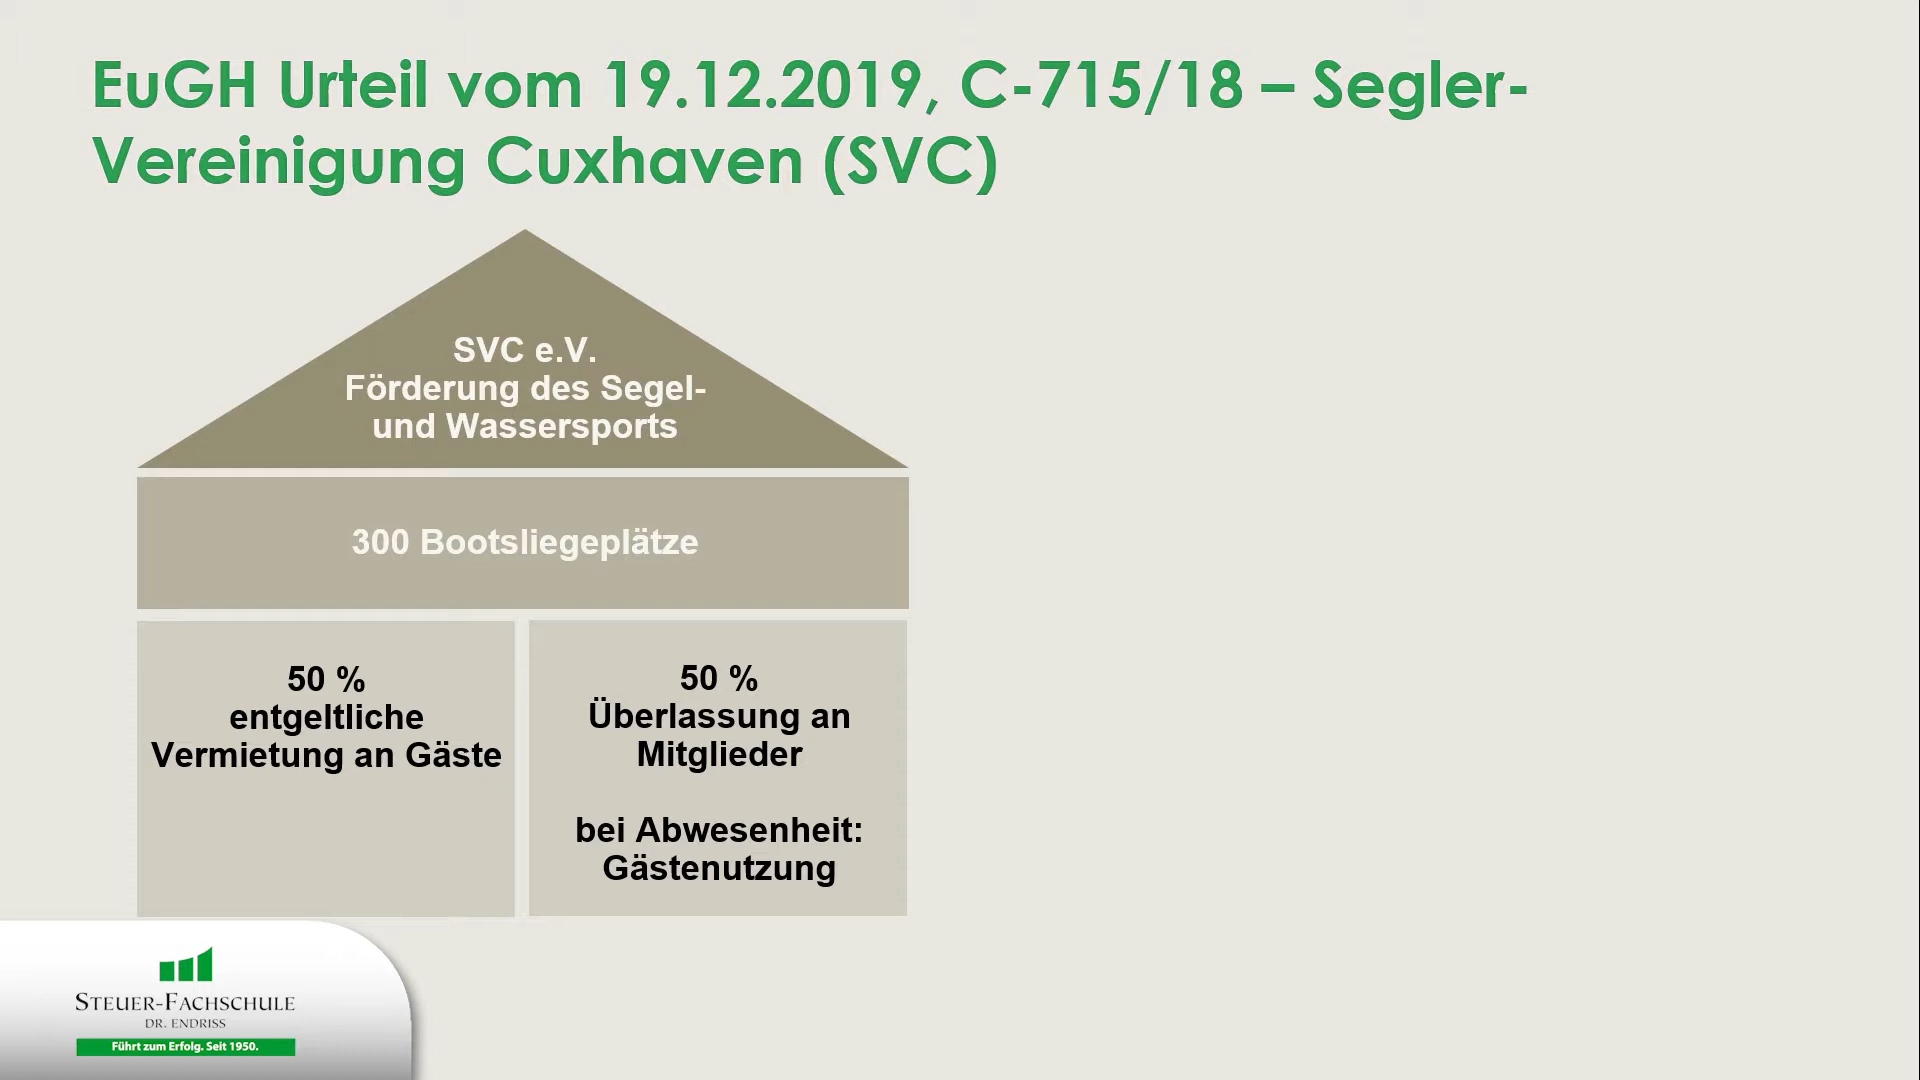 EuGH Urteil vom 19.12.2019, C-715/18 – Segler-
Vereinigung Cuxhaven (SVC)
SVC e.V.
Förderung des Segel-
und Wassersports
300 Bootsliegeplätze
50 %
entgeltliche
Vermietung an Gäste
50 %
Überlassung an
Mitglieder
bei Abwesenheit:
Gästenutzung
STEUER-FACHSCHULE
DR. ENDRISS
Führt zum Erfolg. Seit 1950.